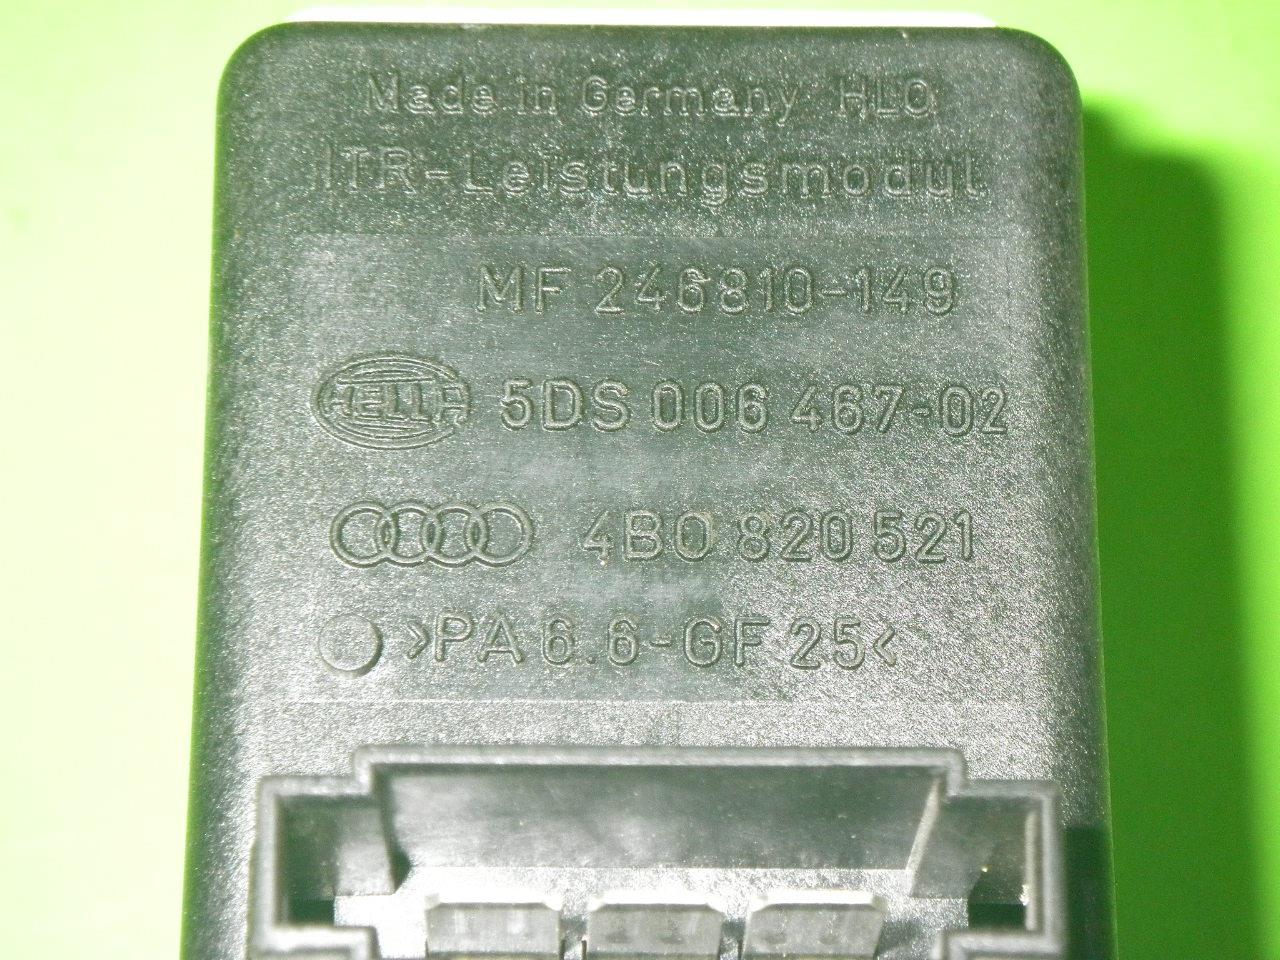 Made in Germany HLO
ITR-Leistungsmodul
MF 246810-149
HELLA 5DS 006 467-02
4B0 820 521
>PA 6.6-GF 25<